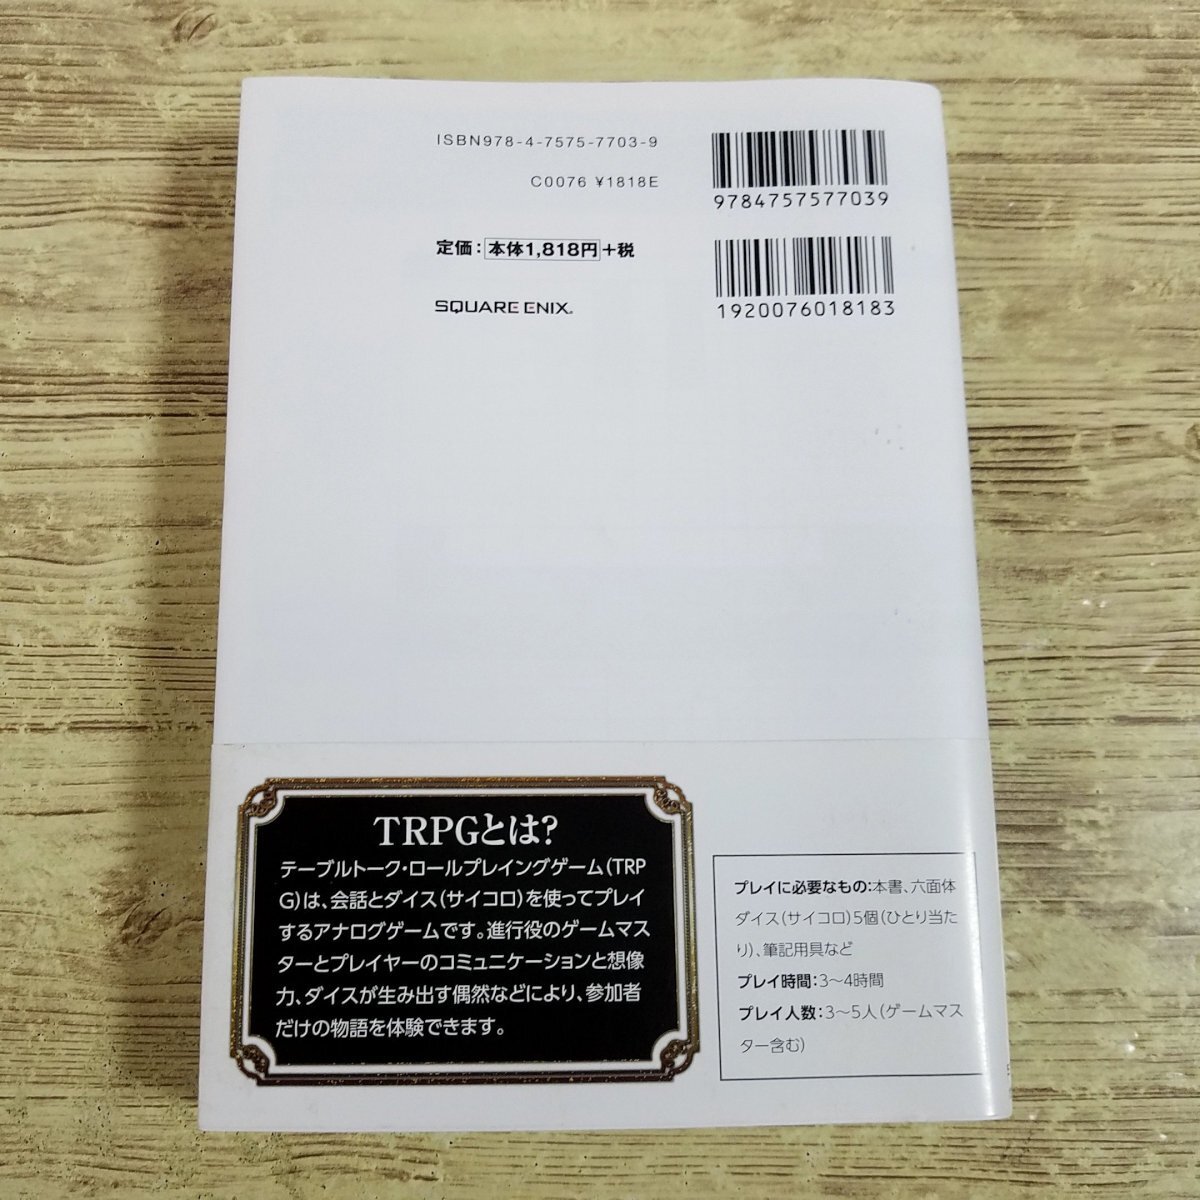 ISBN978-4-7575-7703-9
C0076 ¥1818E
9784757577039
定価：本体1,818円+税
1920076018183
SQUARE ENIX.
TRPGとは?
テーブルトーク・ロールプレイングゲーム(TRP
G)は、会話とダイス(サイコロ)を使ってプレイ
するアナログゲームです。進行役のゲームマス
ターとプレイヤーのコミュニケーションと想像
力、ダイスが生み出す偶然などにより、参加者
だけの物語を体験できます。
プレイに必要なもの：本書、六面体
ダイス(サイコロ)5個(ひとり当た
り)、筆記用具など
プレイ時間：3～4時間
プレイ人数：3～5人(ゲームマス
ター含む)